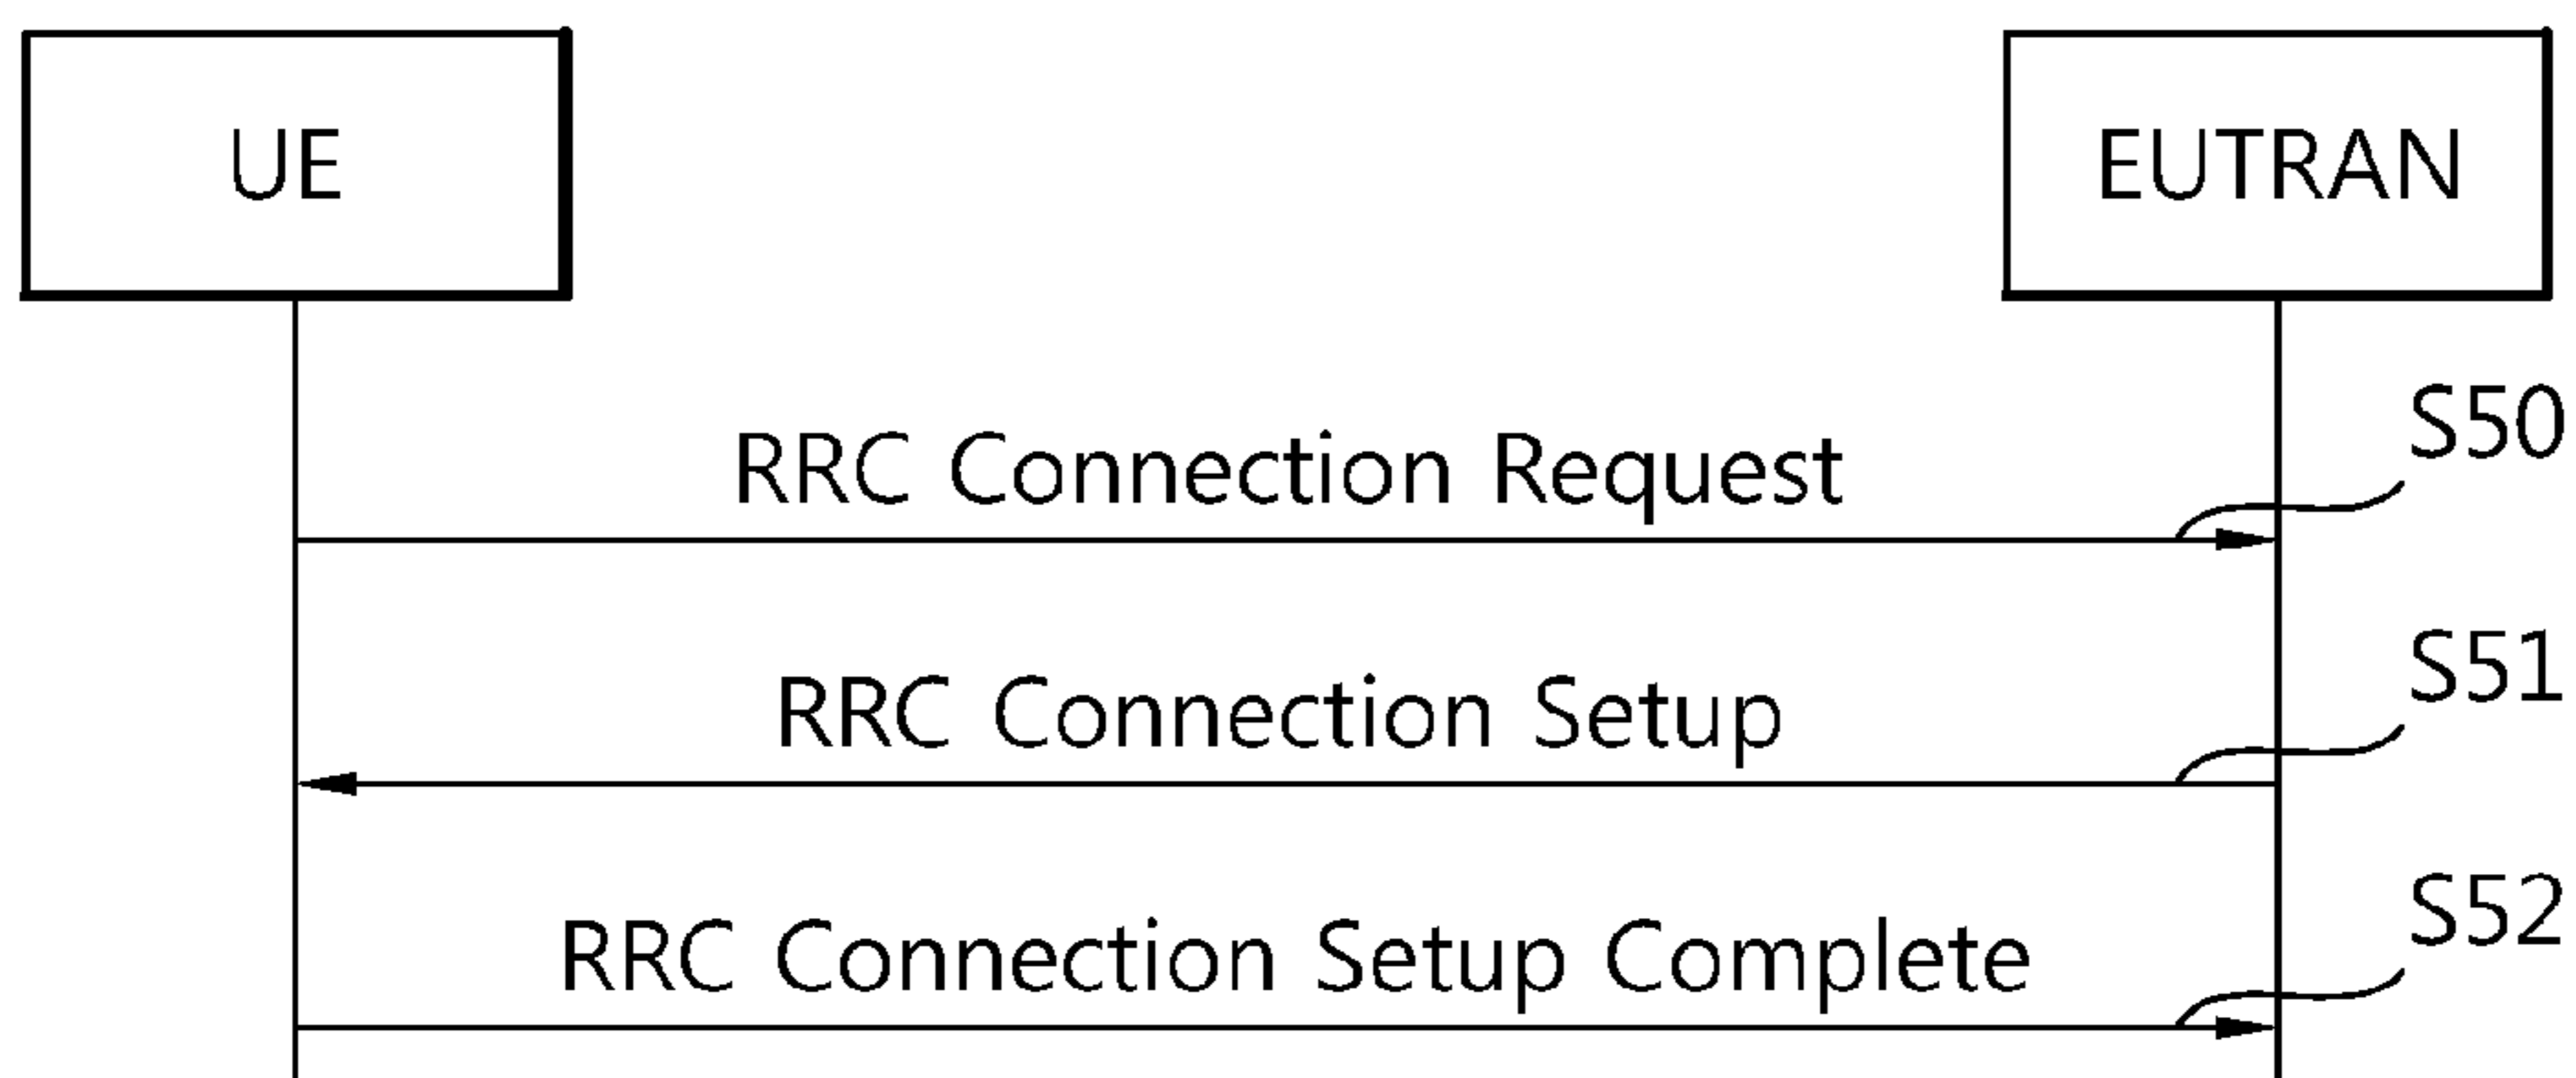 UE
EUTRAN
S50
RRC Connection Request
S51
RRC Connection Setup
S52
RRC Connection Setup Complete